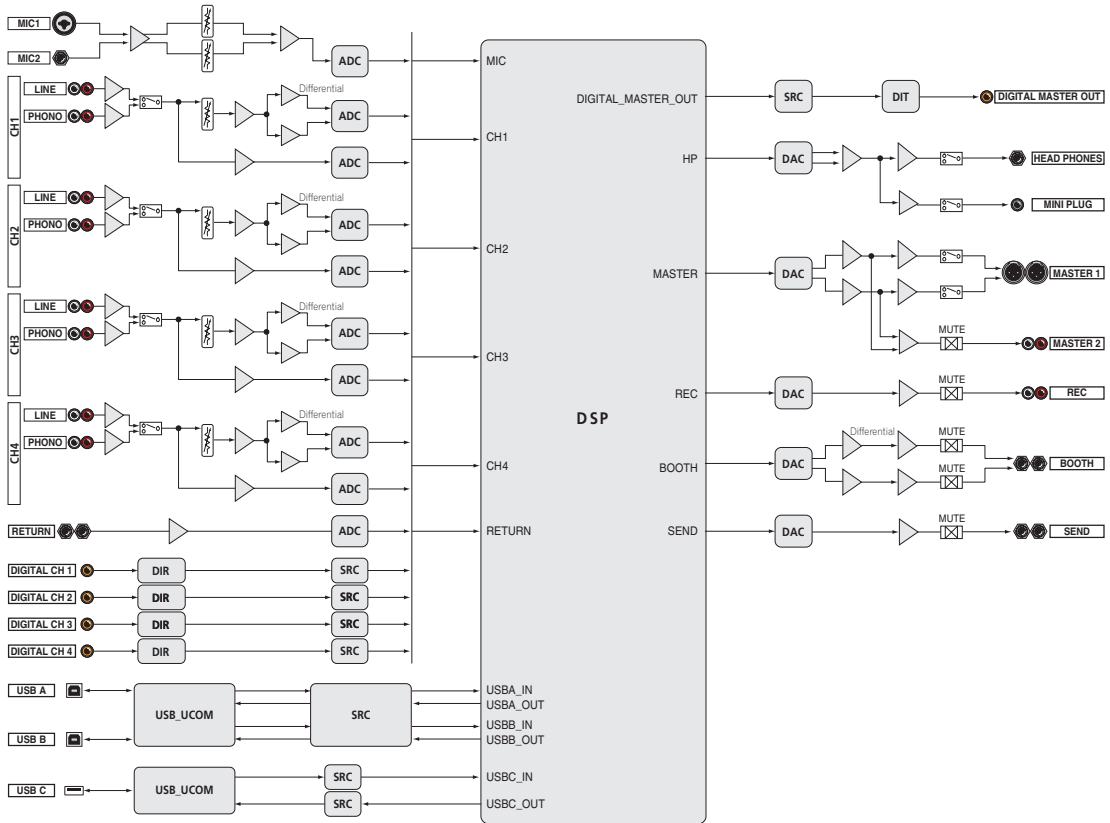 MIC1
MIC2
ADC
MIC
CH1
LINE
PHONO
Differential
ADC
ADC
CH1
CH2
LINE
PHONO
Differential
ADC
ADC
CH2
CH3
LINE
PHONO
Differential
ADC
ADC
CH3
CH4
LINE
PHONO
Differential
ADC
ADC
CH4
RETURN
ADC
RETURN
DIGITAL CH 1
DIR
SRC
DIGITAL CH 2
DIR
SRC
DIGITAL CH 3
DIR
SRC
DIGITAL CH 4
DIR
SRC
USB A
USB B
USB_UCOM
SRC
USBA_IN
USBA_OUT
USBB_IN
USBB_OUT
USB C
USB_UCOM
SRC
SRC
USBC_IN
USBC_OUT
DSP
DIGITAL_MASTER_OUT
SRC
DIT
DIGITAL MASTER OUT
HP
DAC
HEAD PHONES
MINI PLUG
MASTER
DAC
MASTER 1
MUTE
MASTER 2
REC
DAC
MUTE
REC
BOOTH
DAC
Differential
MUTE
MUTE
BOOTH
SEND
DAC
MUTE
SEND